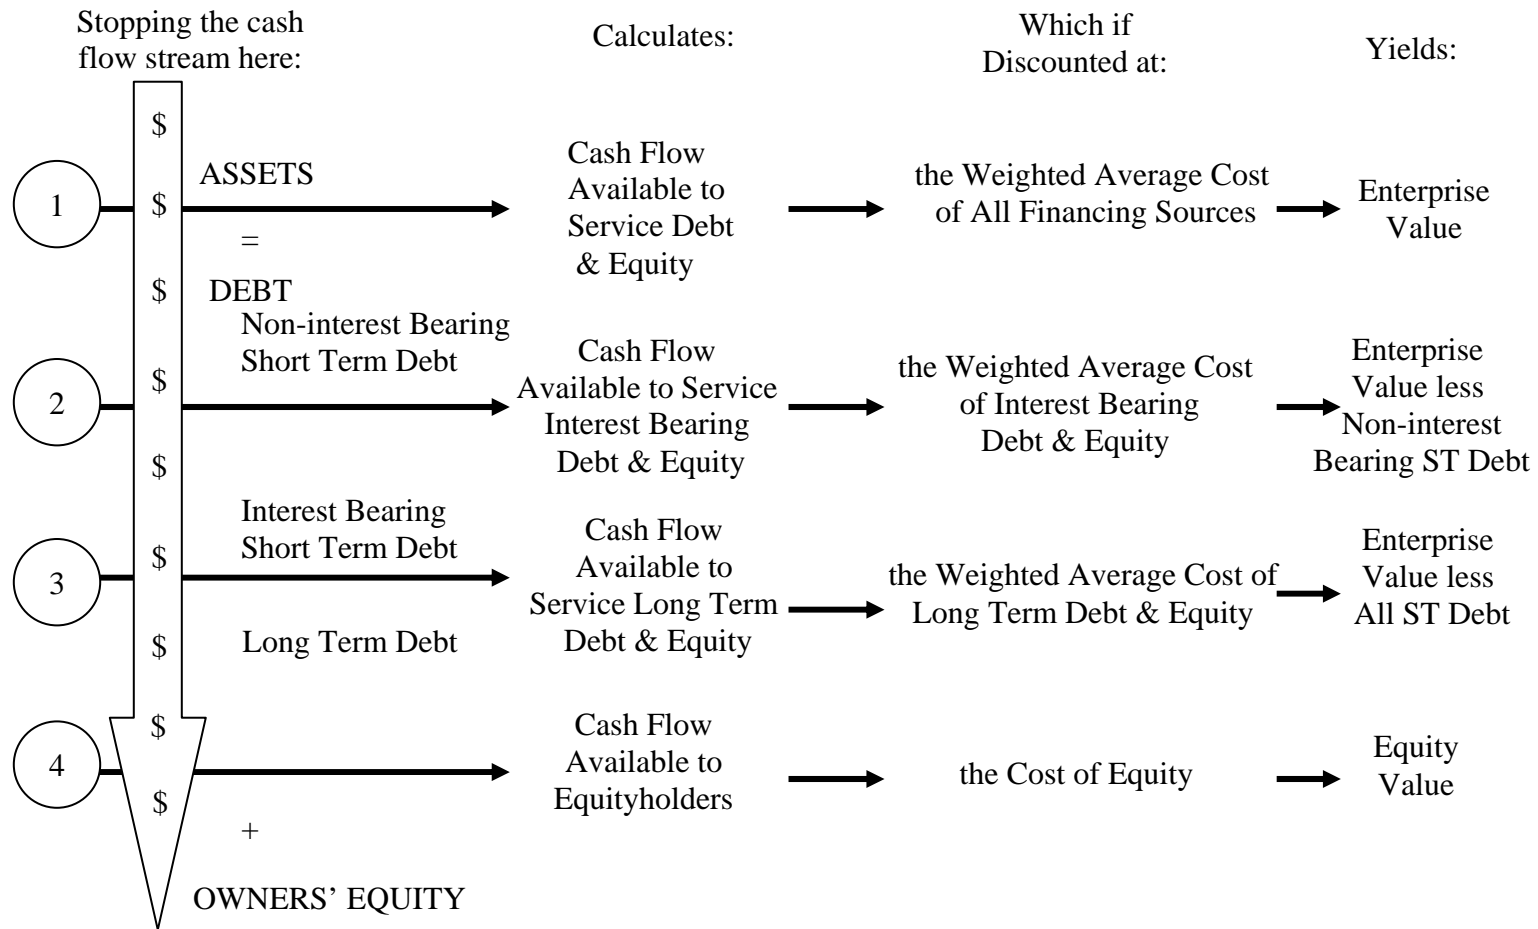 Stopping the cash
flow stream here:
Calculates:
Which if
Discounted at:
Yields:
$
1
$
ASSETS
=
Cash Flow
Available to
Service Debt
& Equity
the Weighted Average Cost
of All Financing Sources
Enterprise
Value
$
DEBT
Non-interest Bearing
Short Term Debt
2
$
Cash Flow
Available to Service
Interest Bearing
Debt & Equity
the Weighted Average Cost
of Interest Bearing
Debt & Equity
Enterprise
Value less
Non-interest
Bearing ST Debt
$
Interest Bearing
Short Term Debt
3
$
Cash Flow
Available to
Service Long Term
Debt & Equity
the Weighted Average Cost of
Long Term Debt & Equity
Enterprise
Value less
All ST Debt
$
Long Term Debt
$
4
Cash Flow
Available to
Equityholders
the Cost of Equity
Equity
Value
$
+
OWNERS’ EQUITY